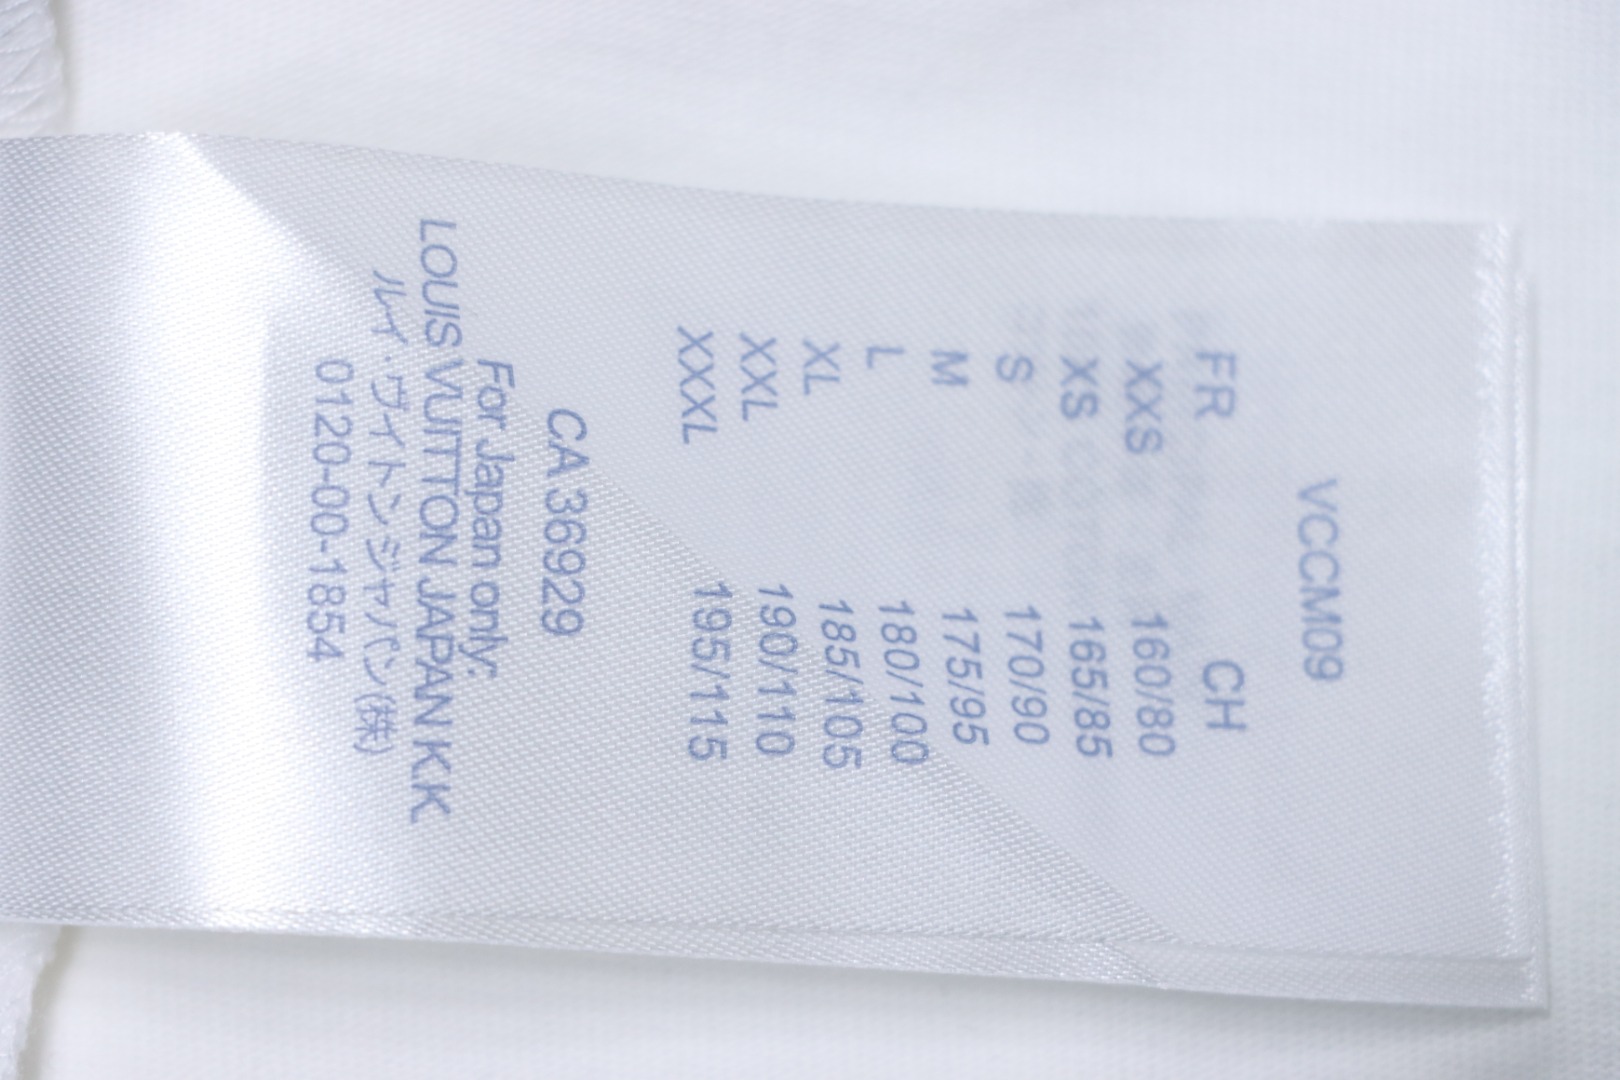 VCCM09
FR CH
XXS 160/80
XS 165/85
S 170/90
M 175/95
L 180/100
XL 185/105
XXL 190/110
XXXL 195/115
CA 36929
For Japan only:
LOUIS VUITTON JAPAN K K
ルイ・ヴィトンジャパン(株)
0120-00-1854